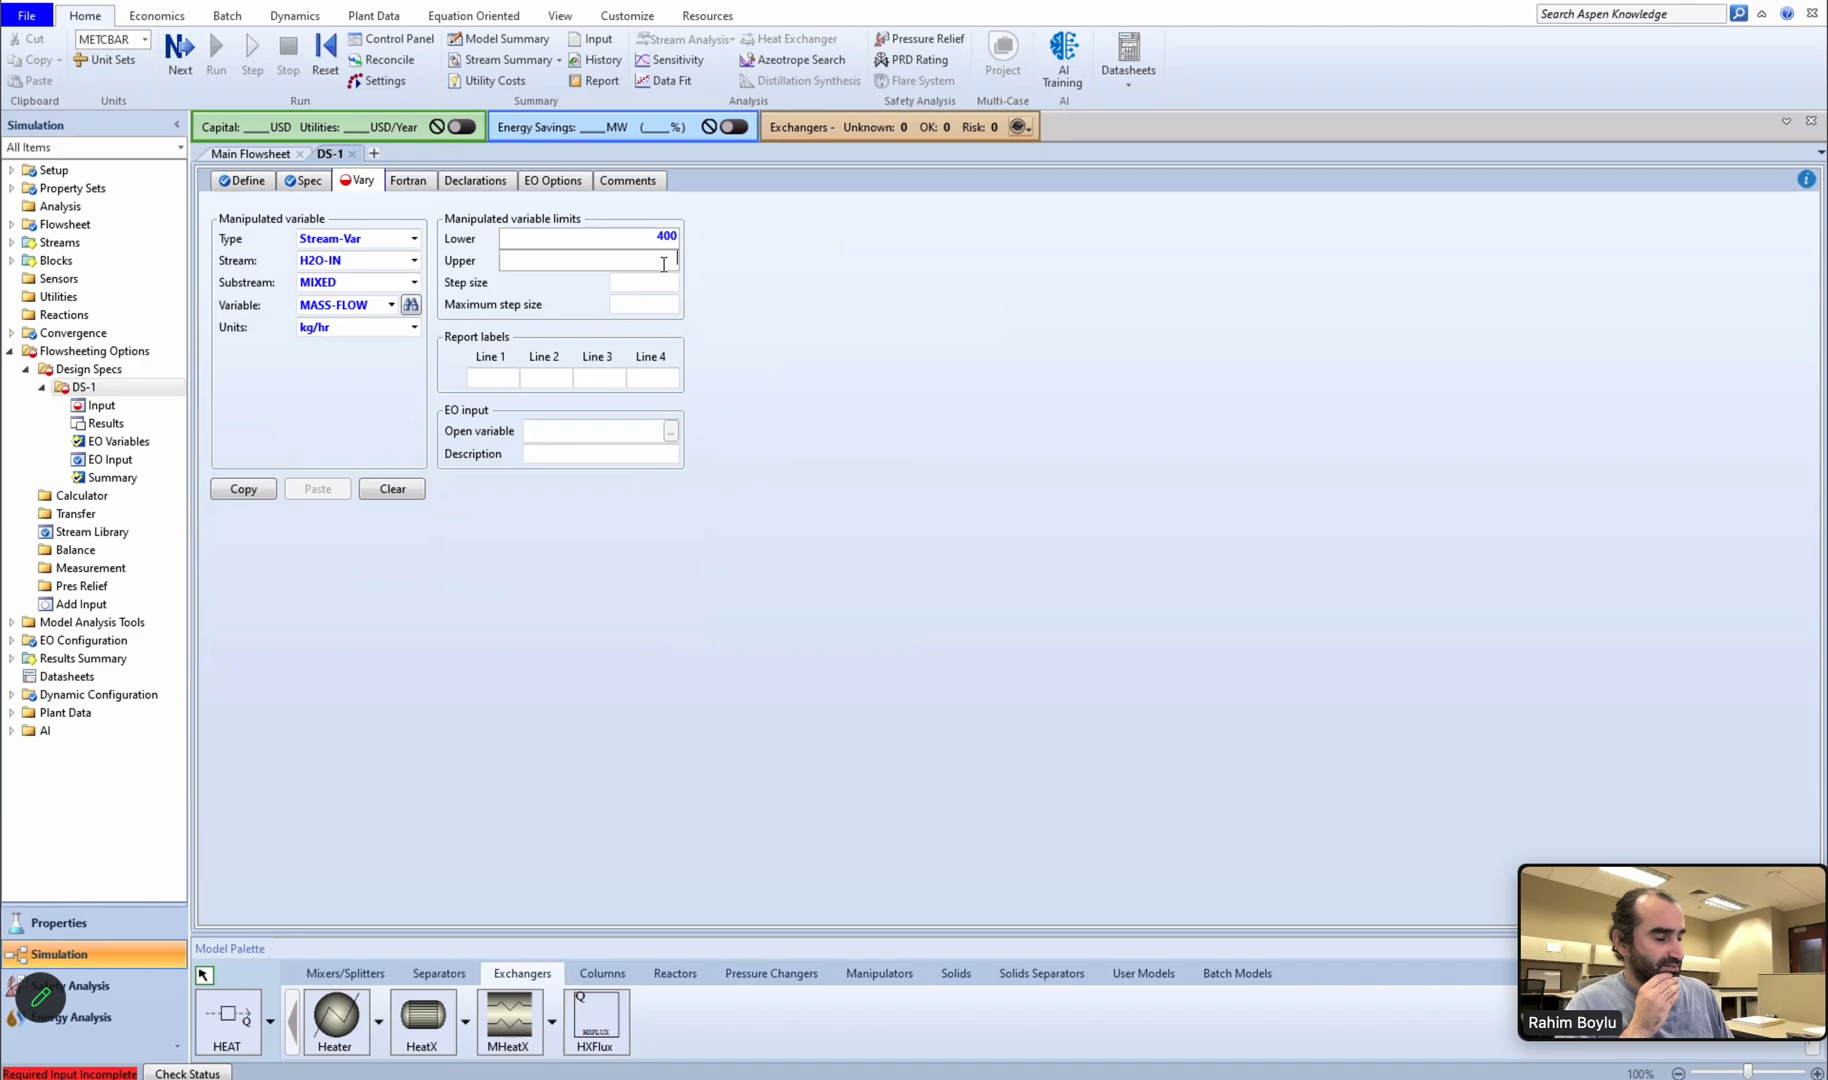 File Home Economics Batch Dynamics Plant Data Equation Oriented View Customize Resources Search Aspen Knowledge
Cut METCBAR Control Panel Model Summary Input Stream Analysis Heat Exchanger Pressure Relief
Copy Unit Sets Reconcile Stream Summary History Sensitivity Azeotrope Search PRD Rating
Paste Next Run Step Stop Reset Settings Utility Costs Report Data Fit Distillation Synthesis Flare System Project AI Training Datasheets
Clipboard Units Run Summary Analysis Safety Analysis Multi-Case AI
Simulation Capital: ____USD Utilities: ____USD/Year Energy Savings: ____MW (____%) Exchangers - Unknown: 0 OK: 0 Risk: 0
All Items
Main Flowsheet DS-1 +
Define Spec Vary Fortran Declarations EO Options Comments
Setup
Property Sets
Analysis
Flowsheet
Streams
Blocks
Sensors
Utilities
Reactions
Convergence
Flowsheeting Options
Design Specs
DS-1
Input
Results
EO Variables
EO Input
Summary
Calculator
Transfer
Stream Library
Balance
Measurement
Pres Relief
Add Input
Model Analysis Tools
EO Configuration
Results Summary
Datasheets
Dynamic Configuration
Plant Data
AI
Manipulated variable
Type Stream-Var
Stream: H2O-IN
Substream: MIXED
Variable: MASS-FLOW
Units: kg/hr
Manipulated variable limits
Lower 400
Upper
Step size
Maximum step size
Report labels
Line 1 Line 2 Line 3 Line 4
EO input
Open variable ...
Description
Copy Paste Clear
Properties
Simulation
Analysis
Energy Analysis
Model Palette
Mixers/Splitters Separators Exchangers Columns Reactors Pressure Changers Manipulators Solids Solids Separators User Models Batch Models
Q Q
HXFLUX
HEAT Heater HeatX MHeatX HXFlux
Rahim Boylu
Required Input Incomplete Check Status 100%